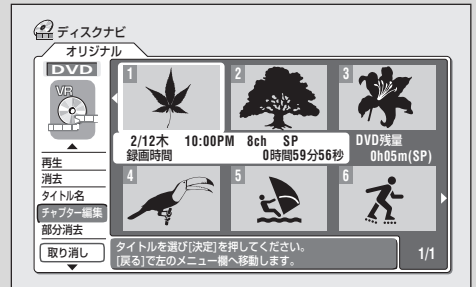 ディスクナビ
オリジナル
DVD
VR
再生
消去
タイトル名
チャプター編集
部分消去
取り消し
1
2
3
2/12木 10:00PM 8ch SP
録画時間 0時間59分56秒
DVD残量
0h05m(SP)
4
5
6
タイトルを選び[決定]を押してください。
[戻る]で左のメニュー欄へ移動します。
1/1